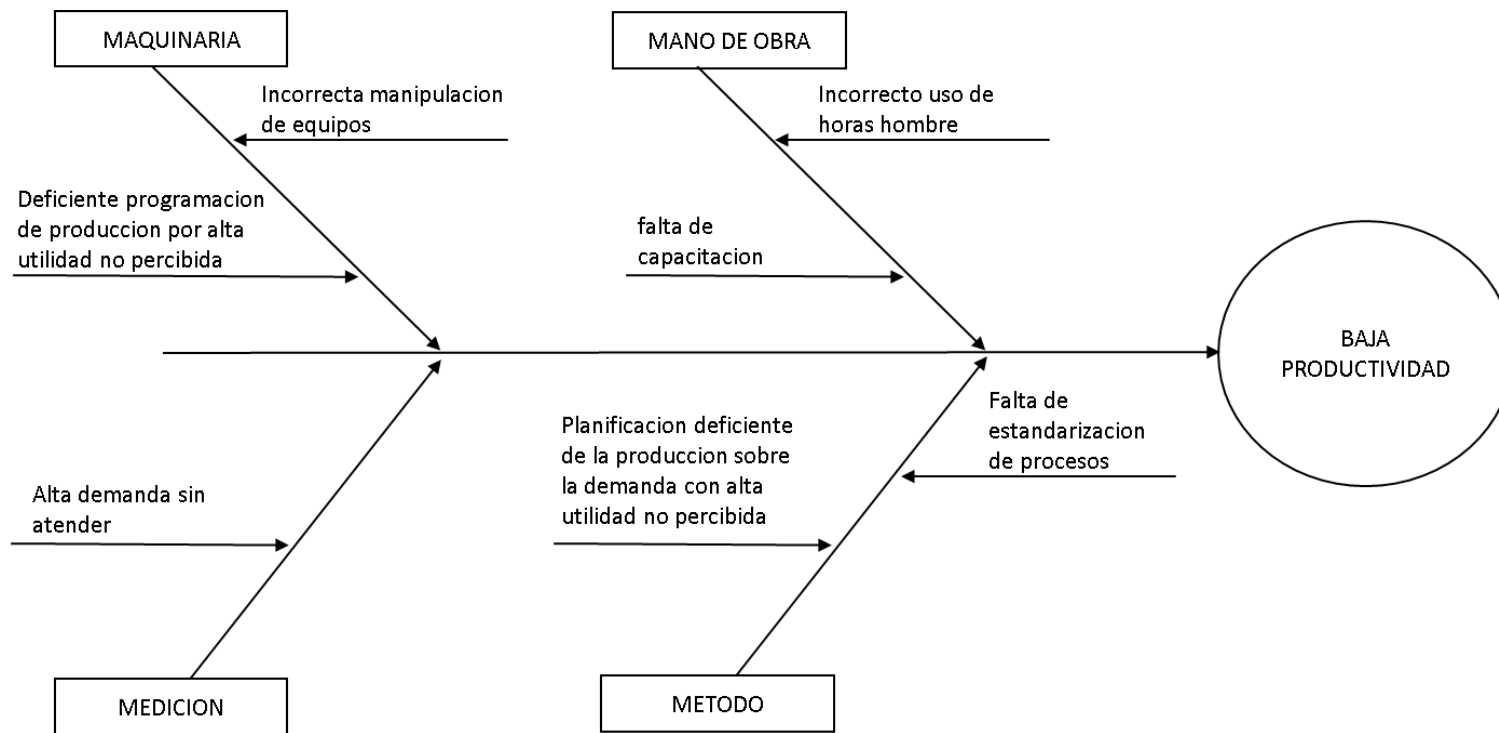 MAQUINARIA
MANO DE OBRA
Incorrecta manipulacion
de equipos
Incorrecto uso de
horas hombre
Deficiente programacion
de produccion por alta
utilidad no percibida
falta de
capacitacion
BAJA
PRODUCTIVIDAD
Planificacion deficiente
de la produccion sobre
la demanda con alta
utilidad no percibida
Falta de
estandarizacion
de procesos
Alta demanda sin
atender
MEDICION
METODO